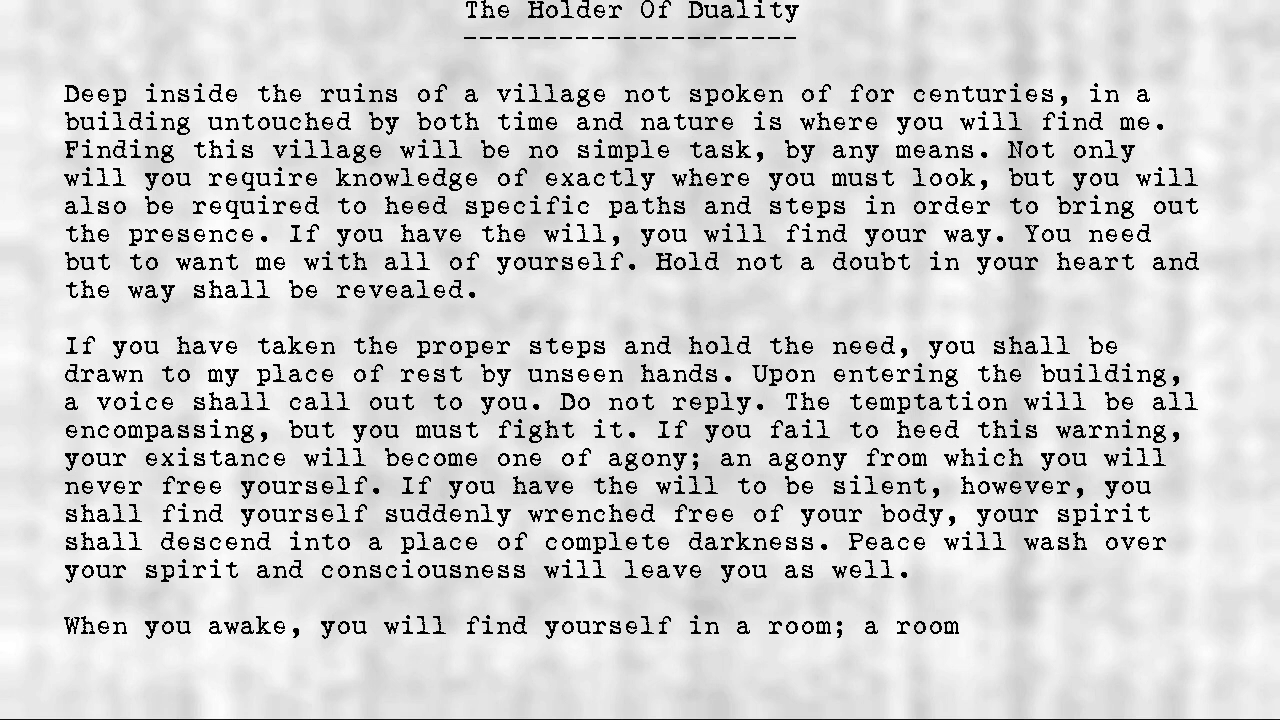 The Holder Of Duality
---------------------
Deep inside the ruins of a village not spoken of for centuries, in a
building untouched by both time and nature is where you will find me.
Finding this village will be no simple task, by any means. Not only
will you require knowledge of exactly where you must look, but you will
also be required to heed specific paths and steps in order to bring out
the presence. If you have the will, you will find your way. You need
but to want me with all of yourself. Hold not a doubt in your heart and
the way shall be revealed.
If you have taken the proper steps and hold the need, you shall be
drawn to my place of rest by unseen hands. Upon entering the building,
a voice shall call out to you. Do not reply. The temptation will be all
encompassing, but you must fight it. If you fail to heed this warning,
your existance will become one of agony; an agony from which you will
never free yourself. If you have the will to be silent, however, you
shall find yourself suddenly wrenched free of your body, your spirit
shall descend into a place of complete darkness. Peace will wash over
your spirit and consciousness will leave you as well.
When you awake, you will find yourself in a room; a room